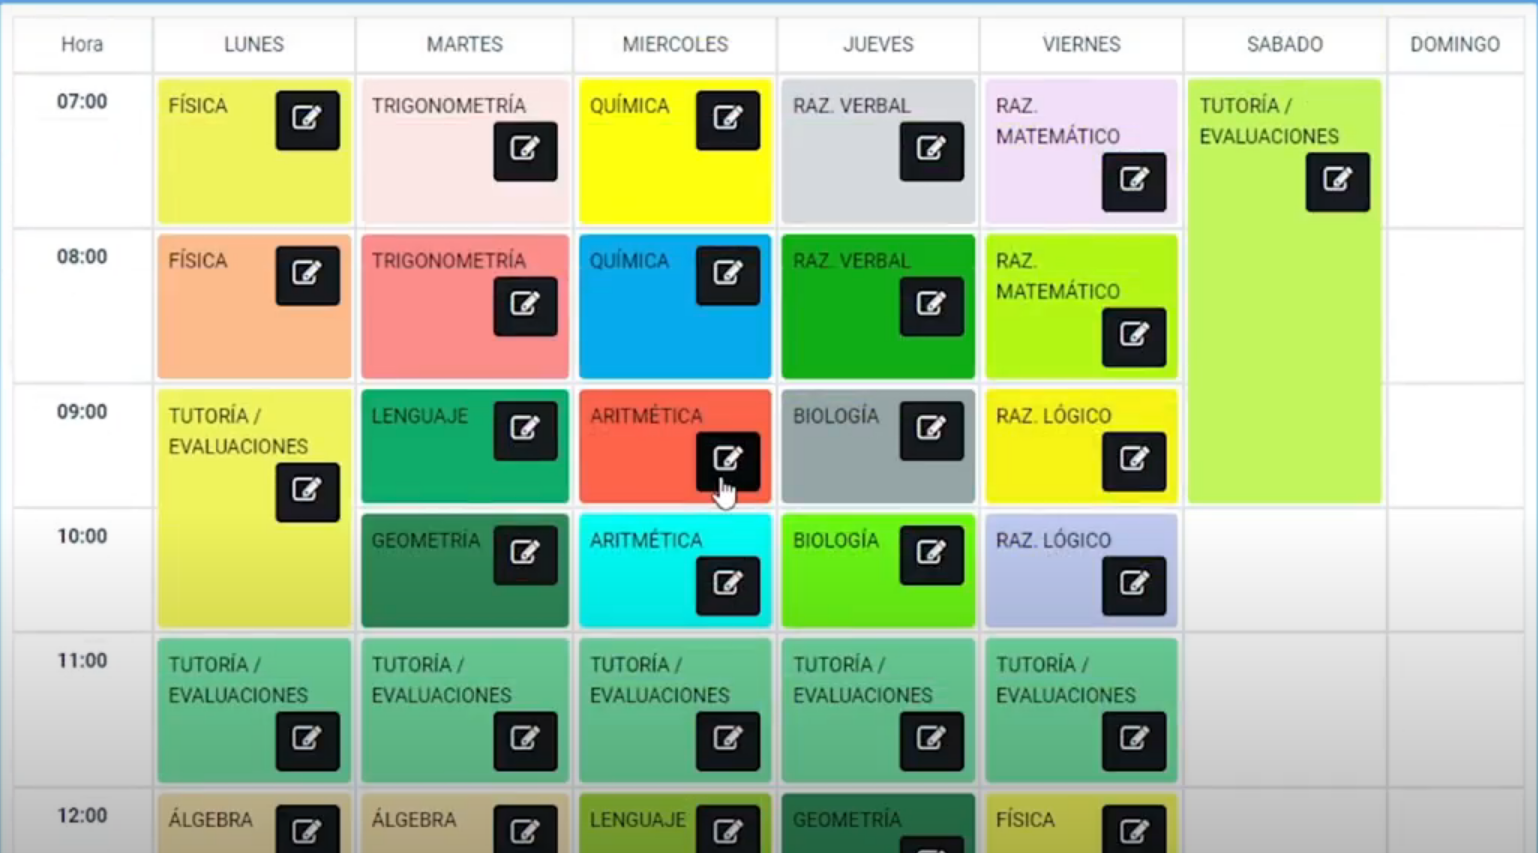 Hora LUNES MARTES MIERCOLES JUEVES VIERNES SABADO DOMINGO
07:00 FÍSICA TRIGONOMETRÍA QUÍMICA RAZ. VERBAL RAZ. TUTORÍA /
MATEMÁTICO EVALUACIONES
08:00 FÍSICA TRIGONOMETRÍA QUÍMICA RAZ. VERBAL RAZ.
MATEMÁTICO
09:00 TUTORÍA / LENGUAJE ARITMÉTICA BIOLOGÍA RAZ. LÓGICO
EVALUACIONES
10:00 GEOMETRÍA ARITMÉTICA BIOLOGÍA RAZ. LÓGICO
11:00 TUTORÍA / TUTORÍA / TUTORÍA / TUTORÍA / TUTORÍA /
EVALUACIONES EVALUACIONES EVALUACIONES EVALUACIONES EVALUACIONES
12:00 ÁLGEBRA ÁLGEBRA LENGUAJE GEOMETRÍA FÍSICA